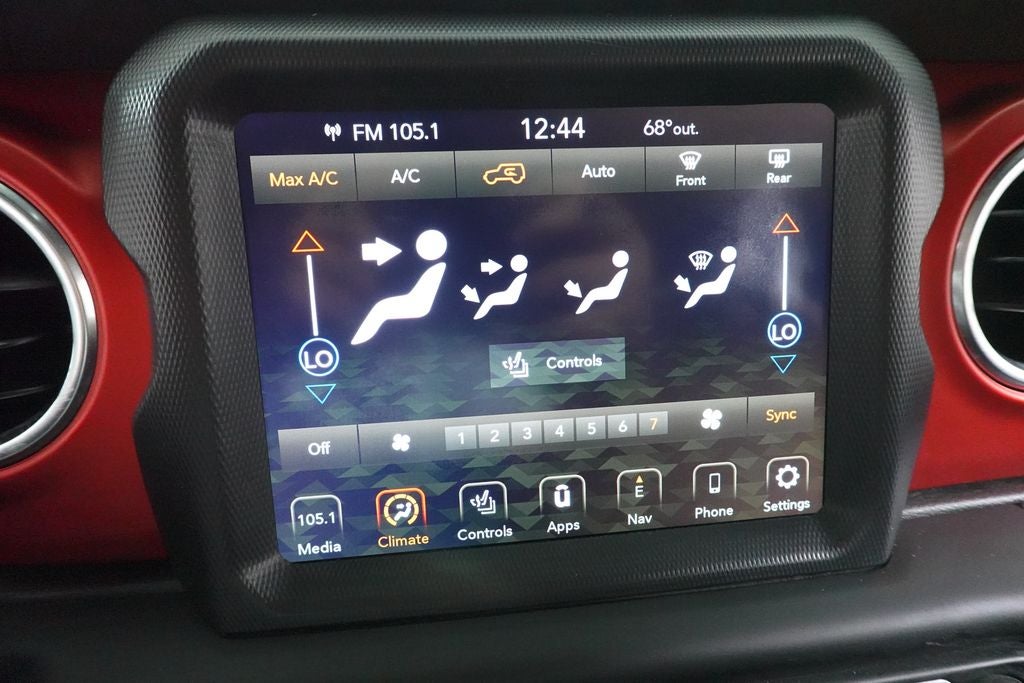 FM 105.1 12:44 68°out.
Max A/C A/C Auto Front Rear
LO LO
Controls
Off 1 2 3 4 5 6 7 Sync
105.1 E
Media Climate Controls Apps Nav Phone Settings